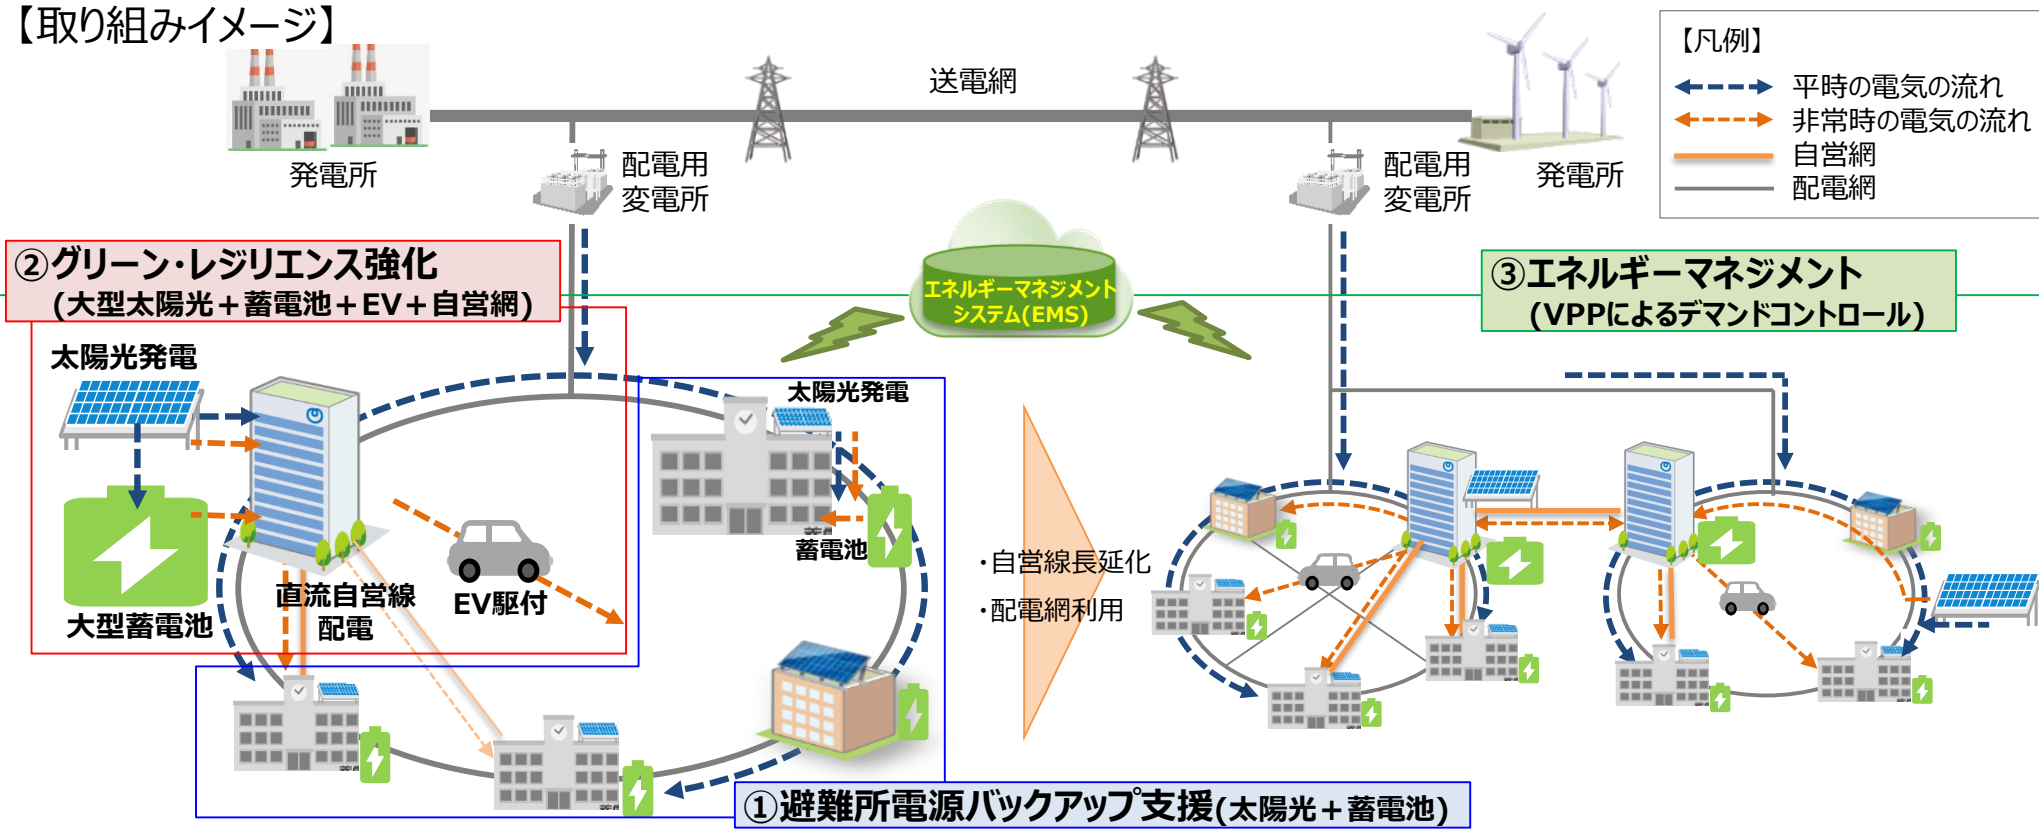 【取り組みイメージ】
送電網
発電所
配電用
変電所
配電用
変電所
発電所
【凡例】
平時の電気の流れ
非常時の電気の流れ
自営網
配電網
②グリーン・レジリエンス強化
(大型太陽光＋蓄電池＋EV＋自営網)
エネルギーマネジメント
システム(EMS)
③エネルギーマネジメント
(VPPによるデマンドコントロール)
太陽光発電
大型蓄電池
直流自営線
配電
EV駆付
太陽光発電
蓄電池
・自営線長延化
・配電網利用
①避難所電源バックアップ支援(太陽光＋蓄電池)